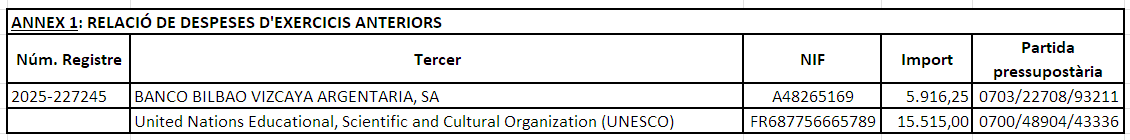 ANNEX 1: RELACIÓ DE DESPESES D'EXERCICIS ANTERIORS
Núm. Registre Tercer NIF Import Partida pressupostària
2025-227245 BANCO BILBAO VIZCAYA ARGENTARIA, SA A48265169 5.916,25 0703/22708/93211
United Nations Educational, Scientific and Cultural Organization (UNESCO) FR687756665789 15.515,00 0700/48904/43336